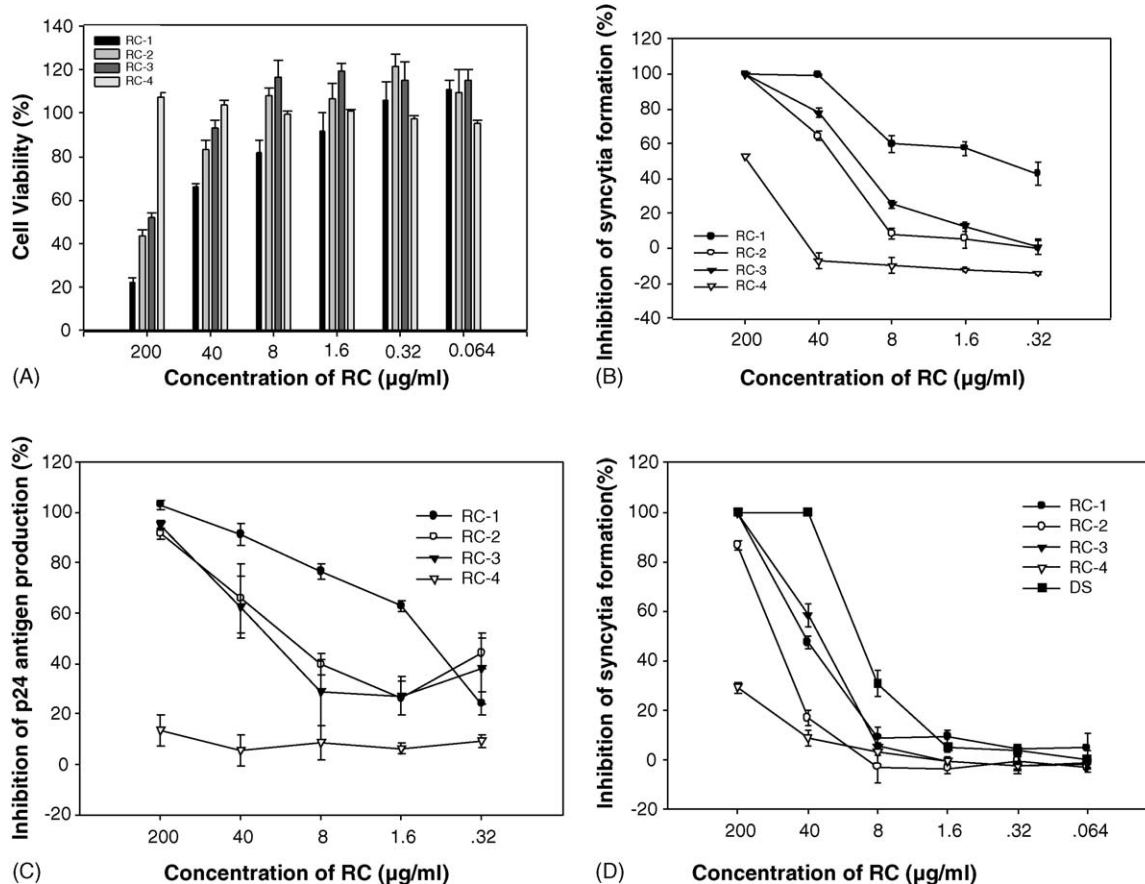 140
120
100
80
60
40
20
0
Cell Viability (%)
RC-1
RC-2
RC-3
RC-4
200 40 8 1.6 0.32 0.064
(A) Concentration of RC (µg/ml)
120
100
80
60
40
20
0
-20
-40
Inhibition of syncytia formation (%)
RC-1
RC-2
RC-3
RC-4
200 40 8 1.6 .32
(B) Concentration of RC (µg/ml)
120
100
80
60
40
20
0
-20
Inhibition of p24 antigen production (%)
RC-1
RC-2
RC-3
RC-4
200 40 8 1.6 .32
(C) Concentration of RC (µg/ml)
120
100
80
60
40
20
0
-20
Inhibition of syncytia formation(%)
RC-1
RC-2
RC-3
RC-4
DS
200 40 8 1.6 .32 .064
(D) Concentration of RC (µg/ml)